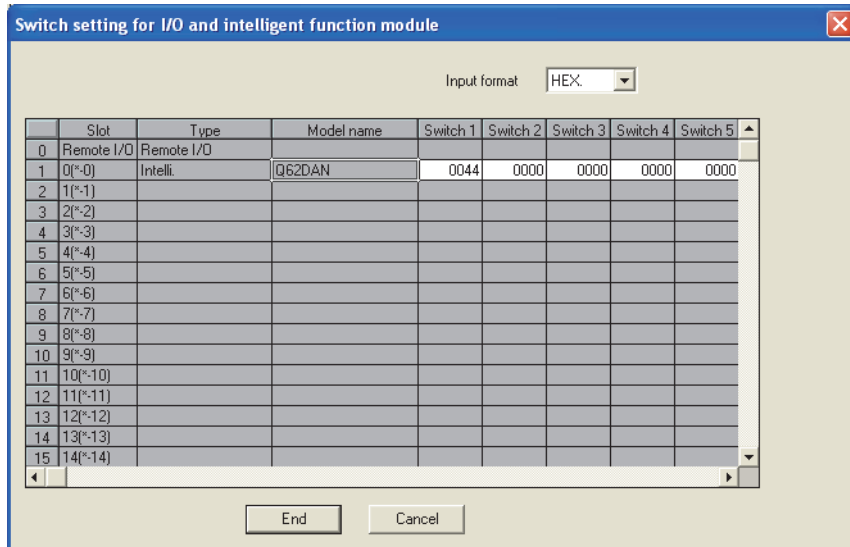 Switch setting for I/O and intelligent function module
Input format HEX.
Slot Type Model name Switch 1 Switch 2 Switch 3 Switch 4 Switch 5
0 Remote I/O Remote I/O
1 0(*-0) Intelli. Q62DAN 0044 0000 0000 0000 0000
2 1(*-1)
3 2(*-2)
4 3(*-3)
5 4(*-4)
6 5(*-5)
7 6(*-6)
8 7(*-7)
9 8(*-8)
10 9(*-9)
11 10(*-10)
12 11(*-11)
13 12(*-12)
14 13(*-13)
15 14(*-14)
End Cancel